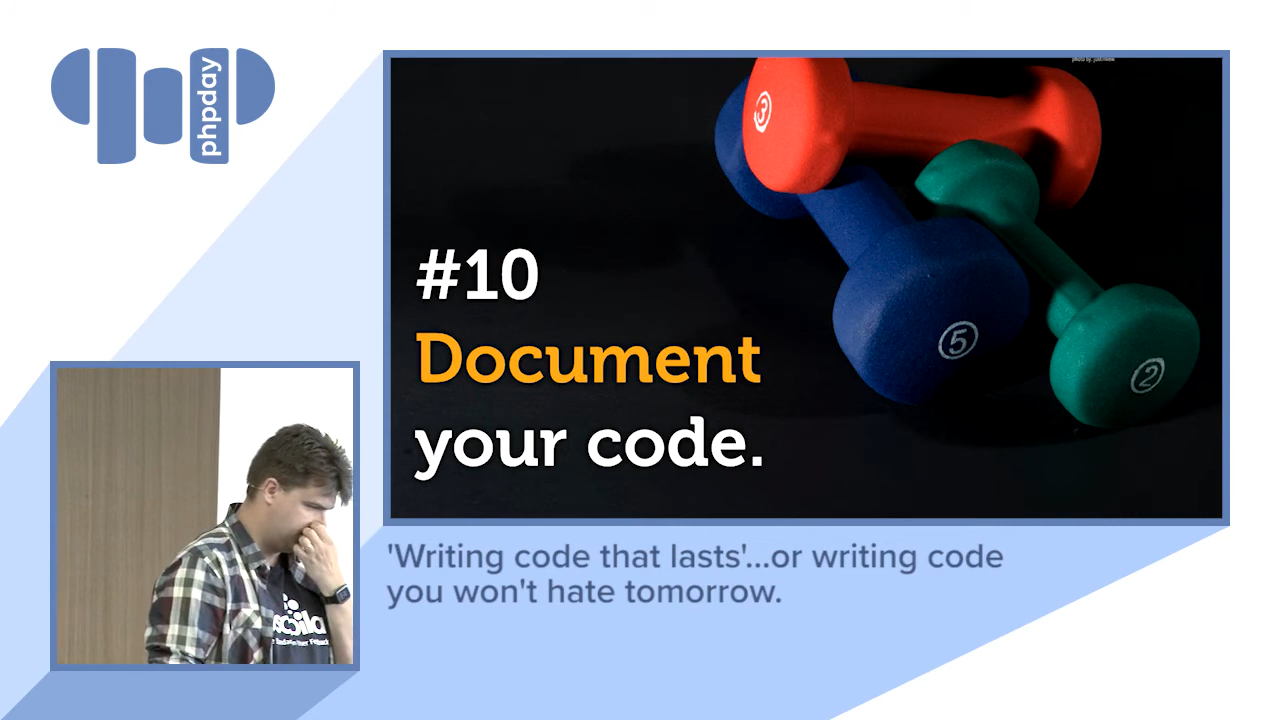 phpday
3
5
2
#10
Document
your code.
'Writing code that lasts'...or writing code
you won't hate tomorrow.